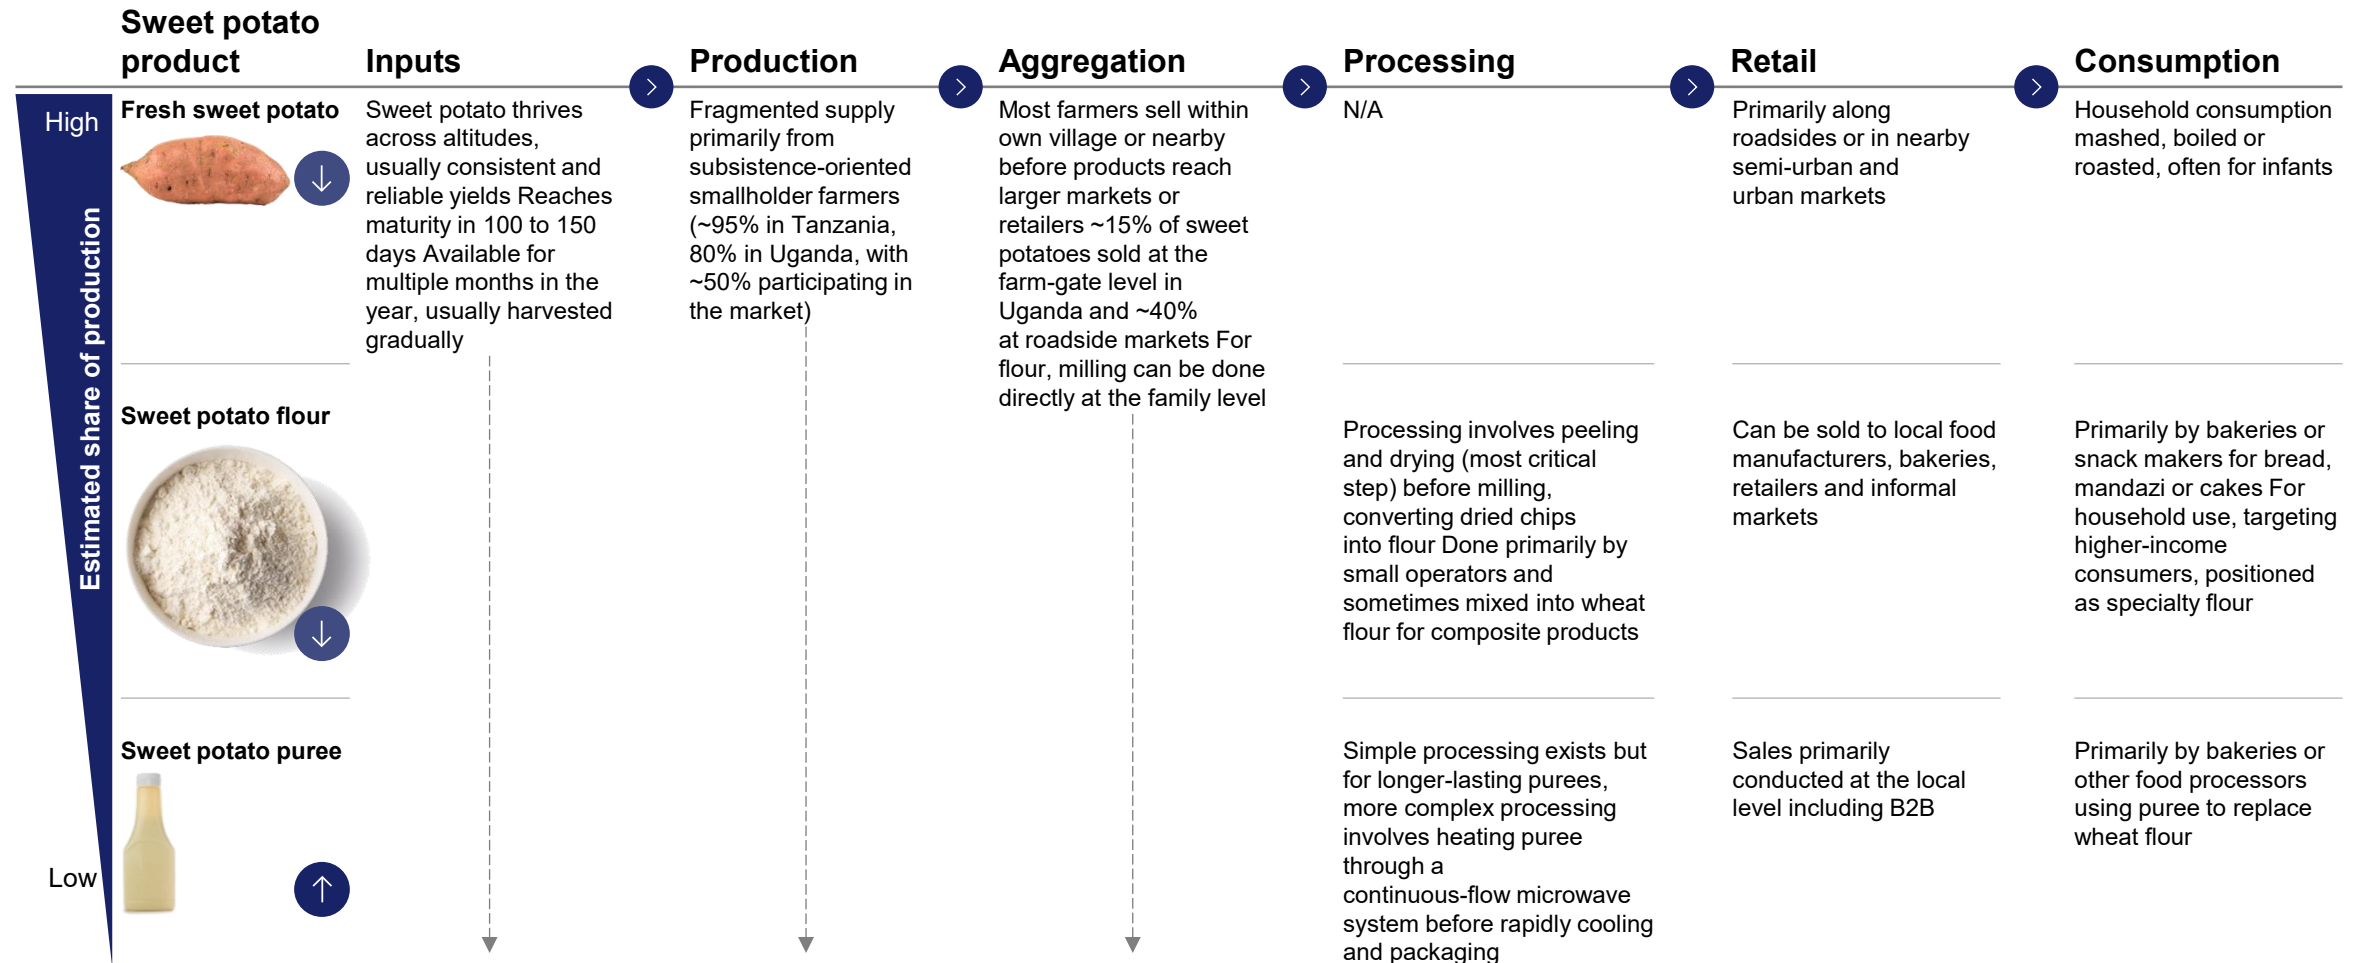 Sweet potato
product
Inputs
Production
Aggregation
Processing
Retail
Consumption
High
Estimated share of production
Low
Fresh sweet potato
Sweet potato thrives
across altitudes,
usually consistent and
reliable yields Reaches
maturity in 100 to 150
days Available for
multiple months in the
year, usually harvested
gradually
Fragmented supply
primarily from
subsistence-oriented
smallholder farmers
(~95% in Tanzania,
80% in Uganda, with
~50% participating in
the market)
Most farmers sell within
own village or nearby
before products reach
larger markets or
retailers ~15% of sweet
potatoes sold at the
farm-gate level in
Uganda and ~40%
at roadside markets For
flour, milling can be done
directly at the family level
N/A
Primarily along
roadsides or in nearby
semi-urban and
urban markets
Household consumption
mashed, boiled or
roasted, often for infants
Sweet potato flour
Processing involves peeling
and drying (most critical
step) before milling,
converting dried chips
into flour Done primarily by
small operators and
sometimes mixed into wheat
flour for composite products
Can be sold to local food
manufacturers, bakeries,
retailers and informal
markets
Primarily by bakeries or
snack makers for bread,
mandazi or cakes For
household use, targeting
higher-income
consumers, positioned
as specialty flour
Sweet potato puree
Simple processing exists but
for longer-lasting purees,
more complex processing
involves heating puree
through a
continuous-flow microwave
system before rapidly cooling
and packaging
Sales primarily
conducted at the local
level including B2B
Primarily by bakeries or
other food processors
using puree to replace
wheat flour